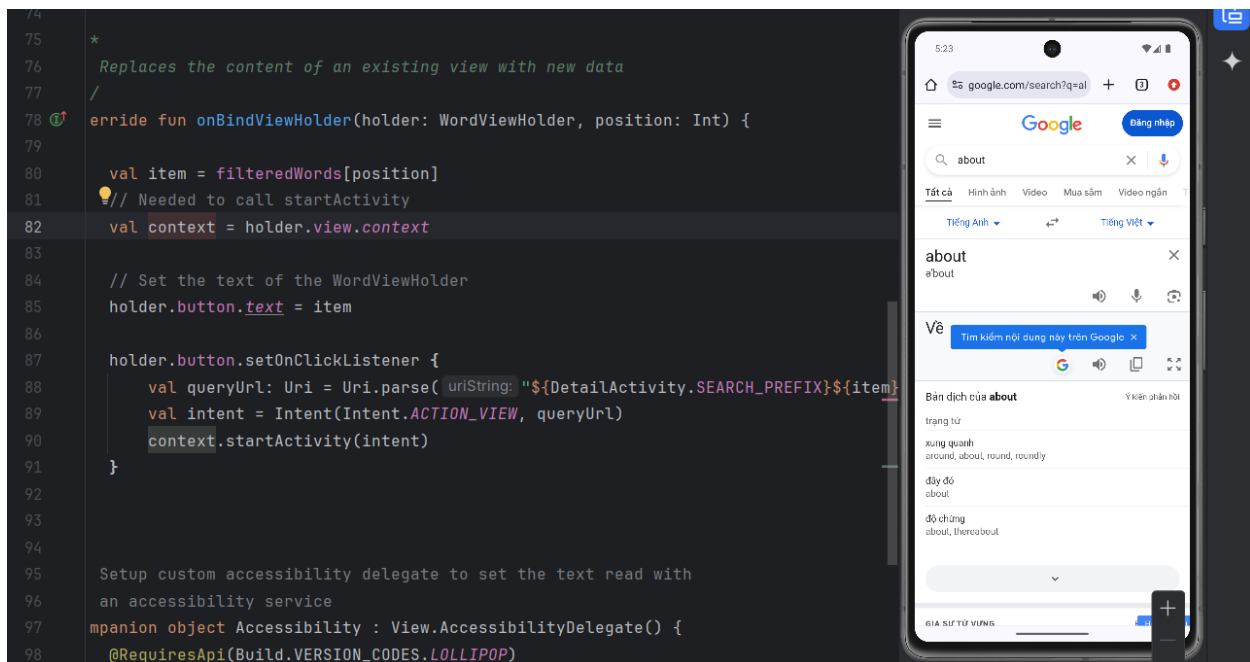 74
75 *
76 Replaces the content of an existing view with new data
77 /
78 erride fun onBindViewHolder(holder: WordViewHolder, position: Int) {
79
80 val item = filteredWords[position]
81 // Needed to call startActivity
82 val context = holder.view.context
83
84 // Set the text of the WordViewHolder
85 holder.button.text = item
86
87 holder.button.setOnClickListener {
88 val queryUrl: Uri = Uri.parse( uriString: "${DetailActivity.SEARCH_PREFIX}${item}
89 val intent = Intent(Intent.ACTION_VIEW, queryUrl)
90 context.startActivity(intent)
91 }
92
93
94
95 Setup custom accessibility delegate to set the text read with
96 an accessibility service
97 mpanion object Accessibility : View.AccessibilityDelegate() {
98 @RequiresApi(Build.VERSION_CODES.LOLLIPOP)
5:23
google.com/search?q=al
3
Google
Đăng nhập
about
Tất cả Hình ảnh Video Mua sắm Video ngắn
Tiếng Anh Tiếng Việt
about
ə'bout
Về
Tìm kiếm nội dung này trên Google ×
G
Bản dịch của about
Ý kiến phản hồi
trạng từ
xung quanh
around, about, round, roundly
đây đó
about
độ chừng
about, thereabout
GIA SƯ TỪ VỰNG